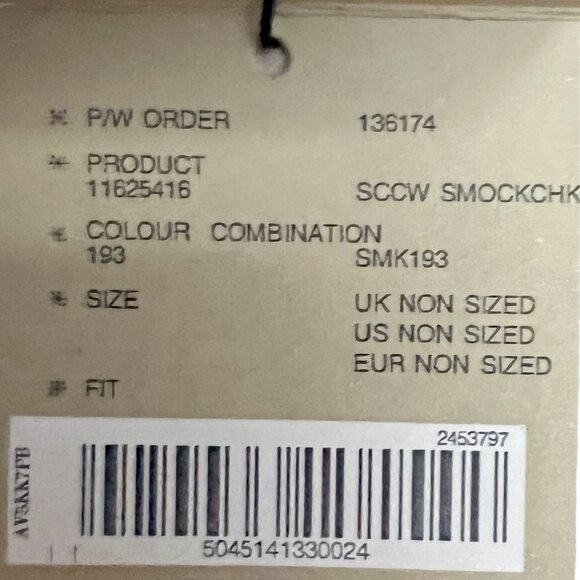 P/W ORDER 136174
PRODUCT
11625416 SCCW SMOCKCHK
COLOUR COMBINATION
193 SMK193
SIZE UK NON SIZED
US NON SIZED
EUR NON SIZED
FIT
2453797
5045141330024